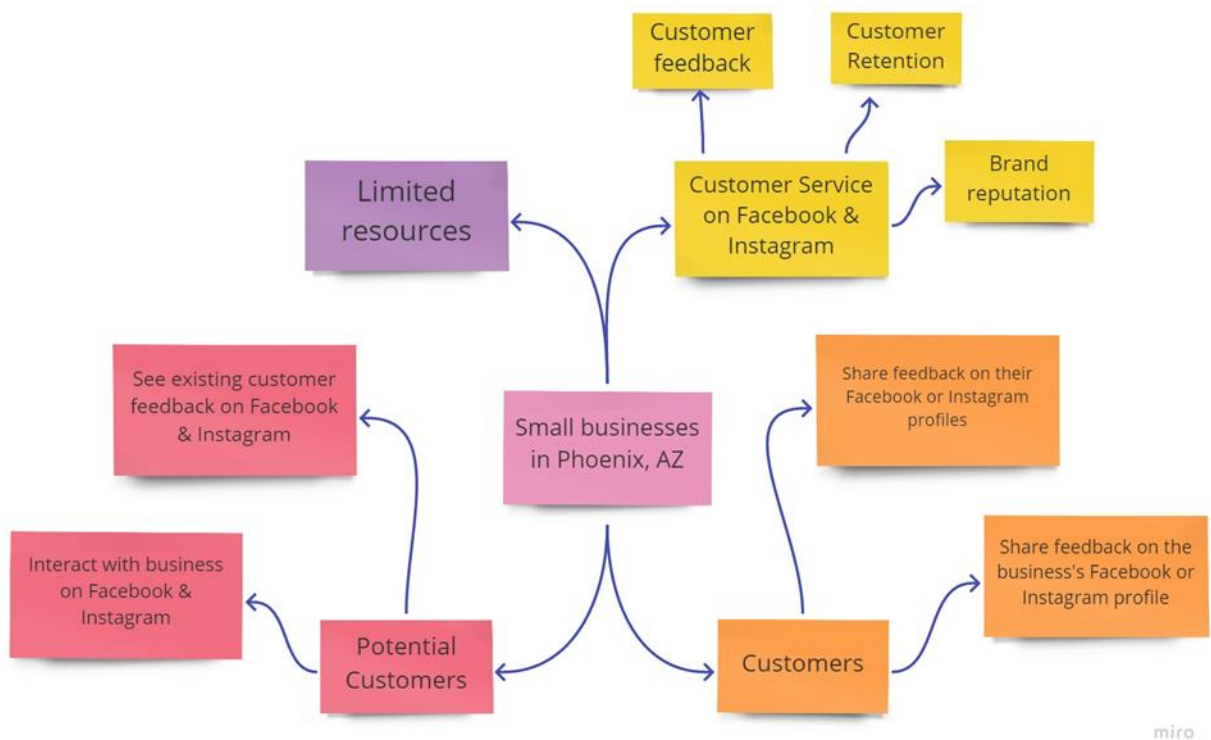 Customer
feedback
Customer
Retention
Limited
resources
Customer Service
on Facebook &
Instagram
Brand
reputation
See existing customer
feedback on Facebook
& Instagram
Small businesses
in Phoenix, AZ
Share feedback on their
Facebook or Instagram
profiles
Interact with business
on Facebook &
Instagram
Share feedback on the
business's Facebook or
Instagram profile
Potential
Customers
Customers
miro